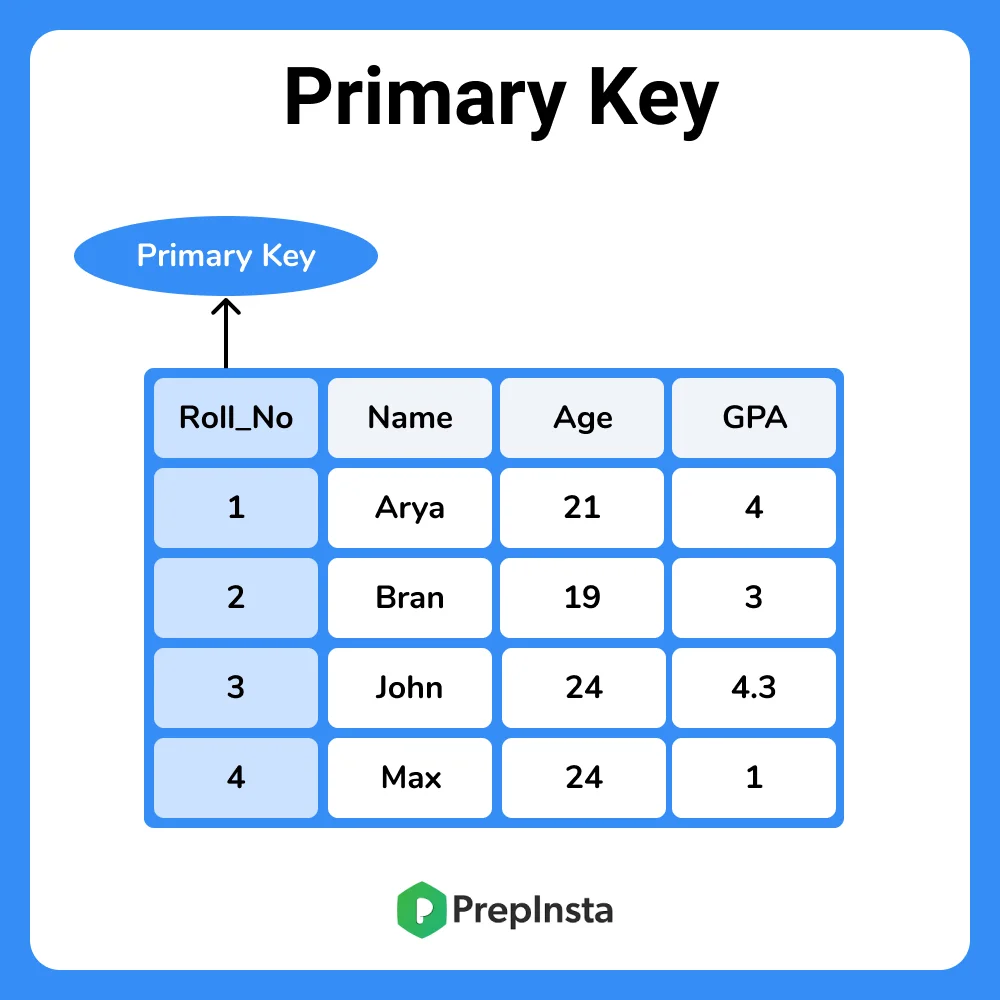 Primary Key
Primary Key
Roll_No Name Age GPA
1 Arya 21 4
2 Bran 19 3
3 John 24 4.3
4 Max 24 1
PrepInsta